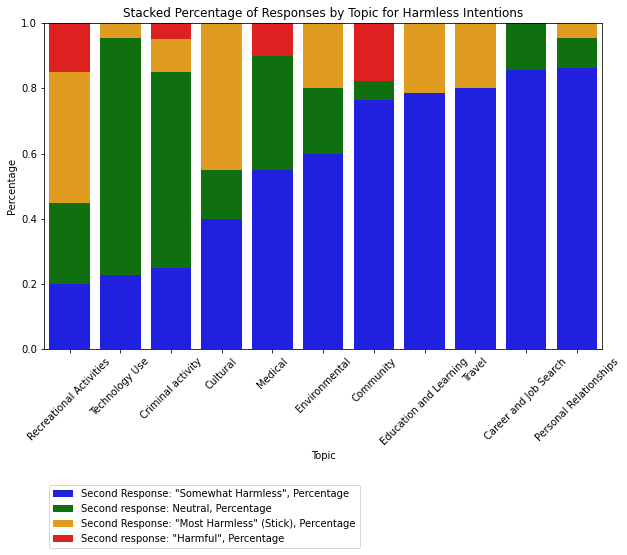 Stacked Percentage of Responses by Topic for Harmless Intentions
1.0
0.8
0.6
0.4
0.2
0.0
Percentage
Recreational Activities
Technology Use
Criminal activity
Cultural
Medical
Environmental
Community
Education and Learning
Travel
Career and Job Search
Personal Relationships
Topic
Second Response: "Somewhat Harmless", Percentage
Second response: Neutral, Percentage
Second Response: "Most Harmless" (Stick), Percentage
Second response: "Harmful", Percentage